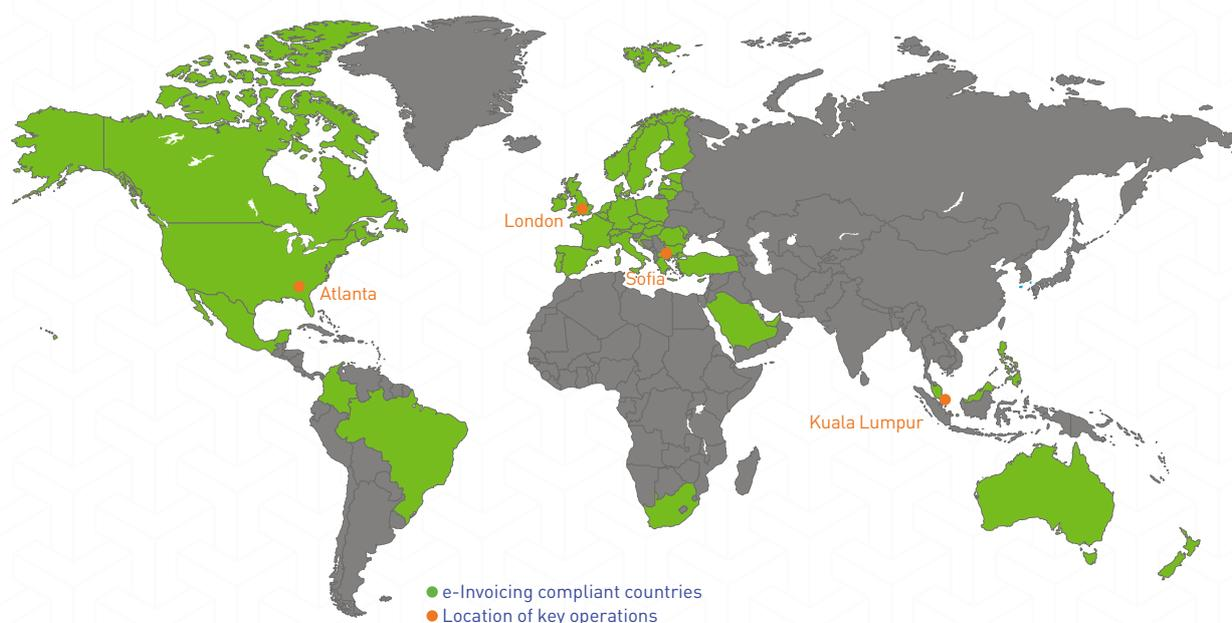 London
Sofia
Atlanta
Kuala Lumpur
e-Invoicing compliant countries
Location of key operations